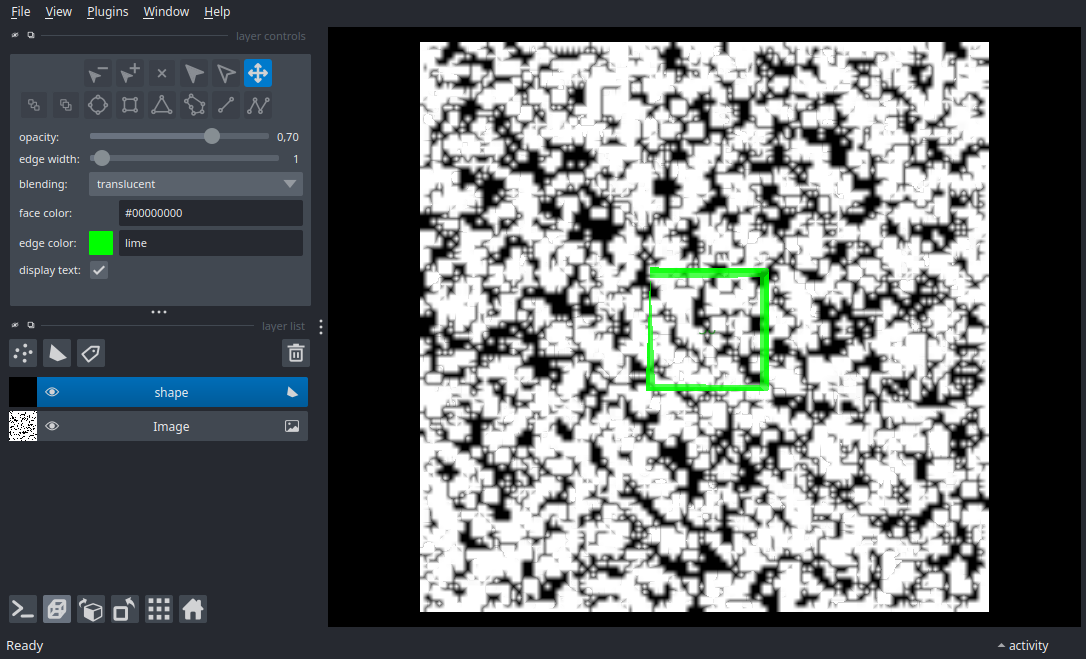 File View Plugins Window Help
layer controls
opacity: 0,70
edge width: 1
blending: translucent
face color: #00000000
edge color: lime
display text:
layer list
shape
Image
Ready activity